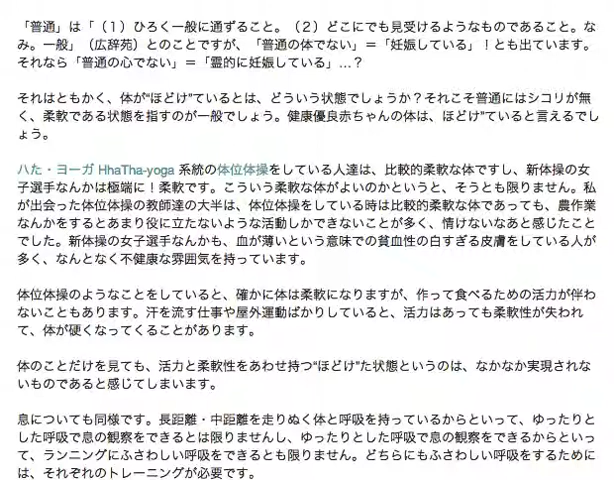 「普通」は「（１）ひろく一般に通ずること。（２）どこにでも見受けるようなものであること。な
み。一般」（広辞苑）とのことですが、「普通の体でない」＝「妊娠している」！とも出ています。
それなら「普通の心でない」＝「霊的に妊娠している」…？
それはともかく、体が“ほどけ”ているとは、どういう状態でしょうか？それこそ普通にはシコリが無
く、柔軟である状態を指すのが一般でしょう。健康優良赤ちゃんの体は、ほどけ”ていると言えるでし
ょう。
はた・ヨーガ HhaTha-yoga 系統の体位体操をしている人達は、比較的柔軟な体ですし、新体操の女
子選手なんかは極端に！柔軟です。こういう柔軟な体がよいのかというと、そうとも限りません。私
が出会った体位体操の教師達の大半は、体位体操をしている時は比較的柔軟な体であっても、農作業
なんかをするとあまり役に立たないような活動しかできないことが多く、情けないなあと感じたこと
でした。新体操の女子選手なんかも、血が薄いという意味での貧血性の白すぎる皮膚をしている人が
多く、なんとなく不健康な雰囲気を持っています。
体位体操のようなことをしていると、確かに体は柔軟になりますが、作って食べるための活力が伴わ
ないこともあります。汗を流す仕事や屋外運動ばかりしていると、活力はあっても柔軟性が失われ
て、体が硬くなってくることがあります。
体のことだけを見ても、活力と柔軟性をあわせ持つ“ほどけ”た状態というのは、なかなか実現されな
いものであると感じてしまいます。
息についても同様です。長距離・中距離を走りぬく体と呼吸を持っているからといって、ゆったりと
した呼吸で息の観察をできるとは限りませんし、ゆったりとした呼吸で息の観察をできるからといっ
て、ランニングにふさわしい呼吸をできるとも限りません。どちらにもふさわしい呼吸をするために
は、それぞれのトレーニングが必要です。